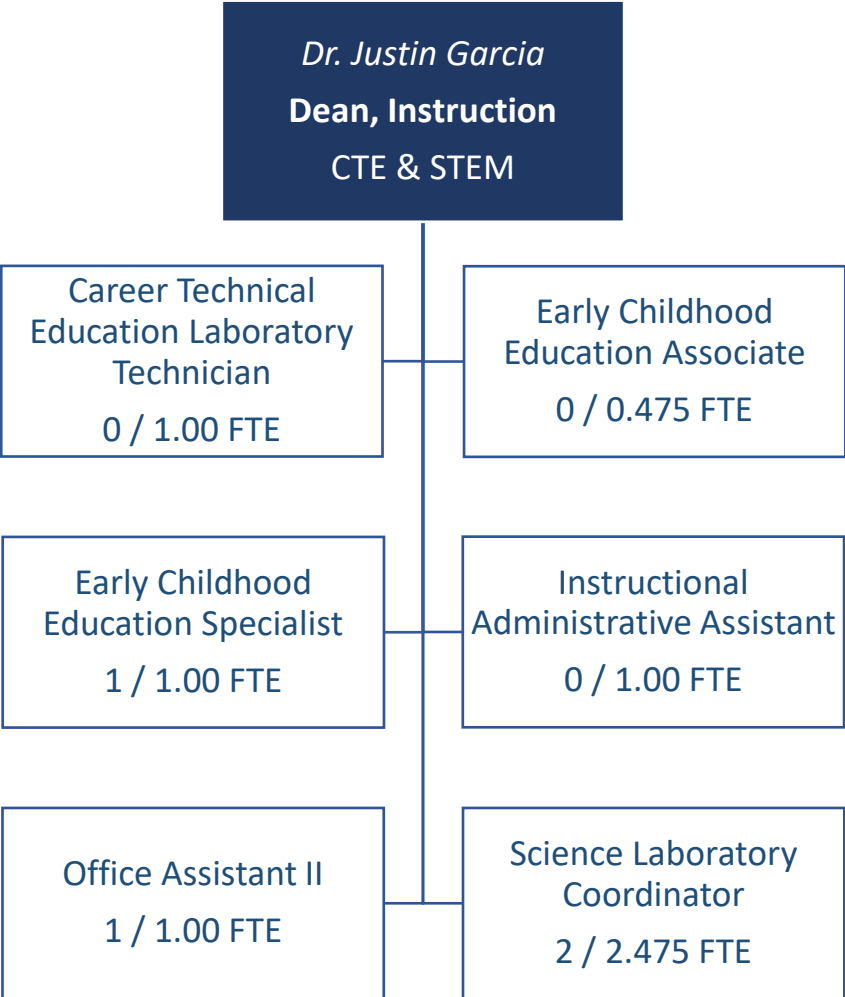 Dr. Justin Garcia
Dean, Instruction
CTE & STEM
Career Technical
Education Laboratory
Technician
0 / 1.00 FTE
Early Childhood
Education Associate
0 / 0.475 FTE
Early Childhood
Education Specialist
1 / 1.00 FTE
Instructional
Administrative Assistant
0 / 1.00 FTE
Office Assistant II
1 / 1.00 FTE
Science Laboratory
Coordinator
2 / 2.475 FTE